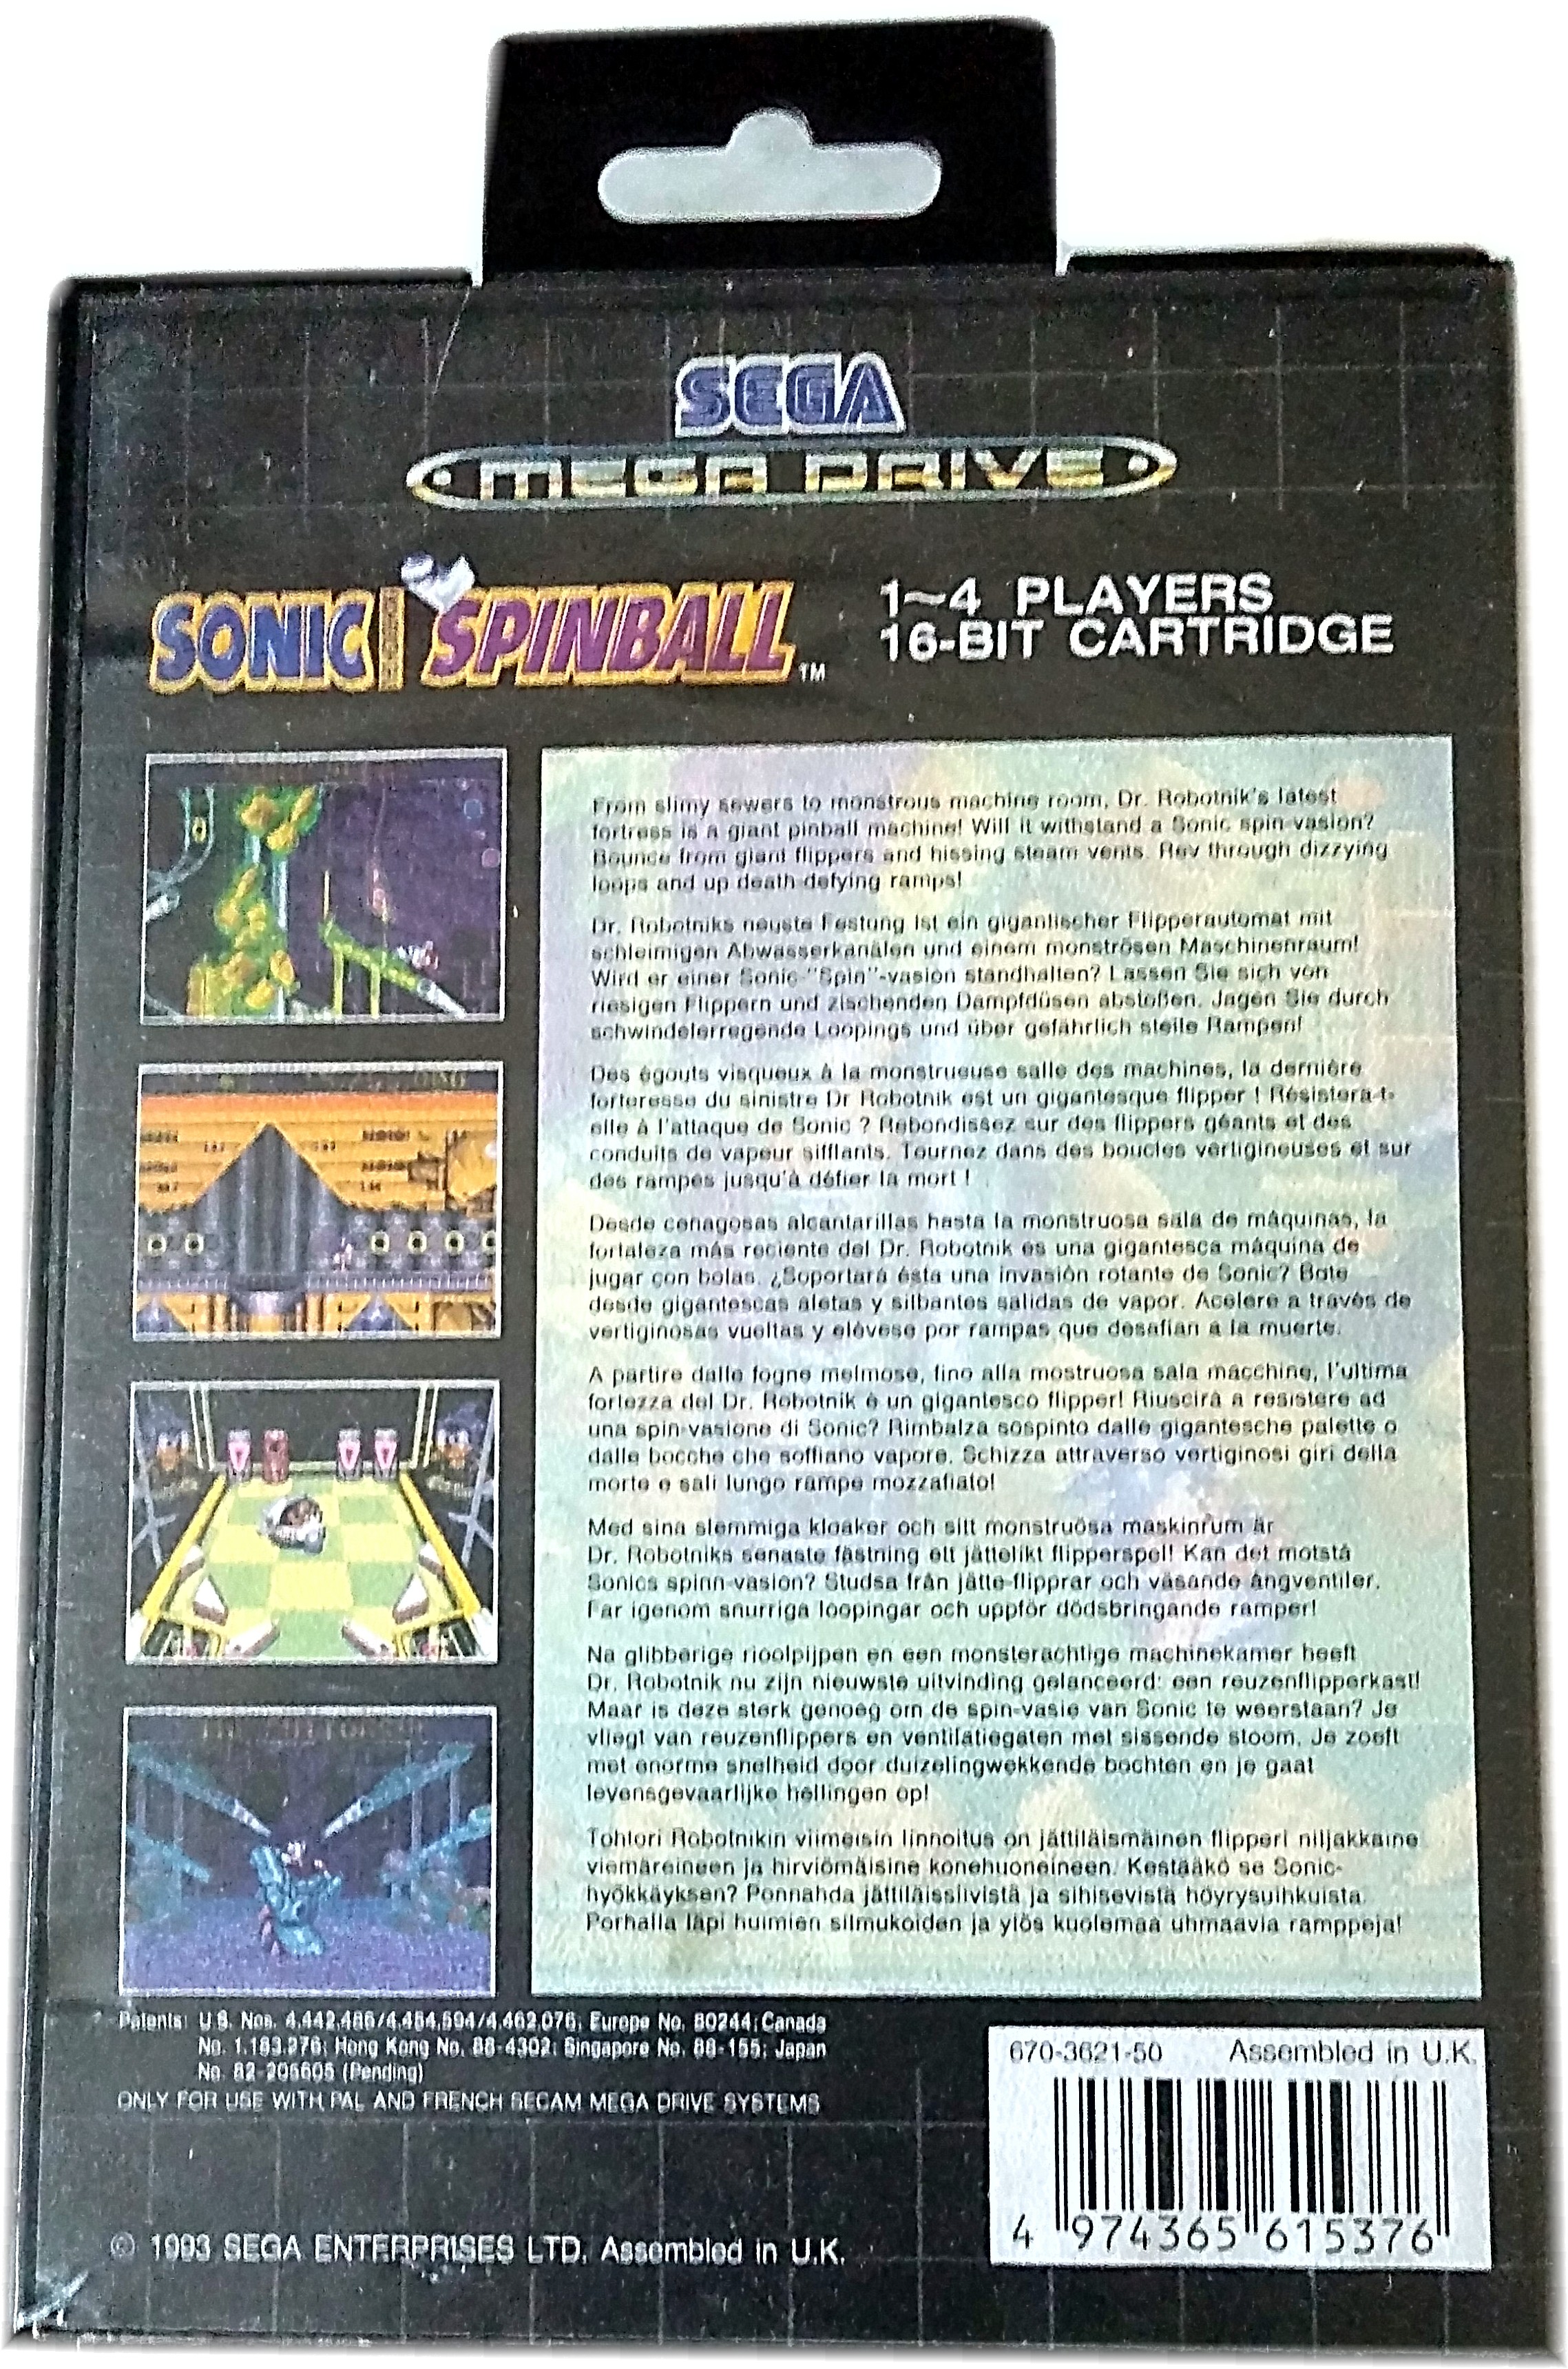 SEGA
MEGA DRIVE
SONIC SPINBALL™
1~4 PLAYERS
16-BIT CARTRIDGE
From slimy sewers to monstrous machine room, Dr. Robotnik's latest
fortress is a giant pinball machine! Will it withstand a Sonic spin-vasion?
Bounce from giant flippers and hissing steam vents. Rev through dizzying
loops and up death-defying ramps!
Dr. Robotniks neuste Festung ist ein gigantischer Flipperautomat mit
schleimigen Abwasserkanälen und einem monströsen Maschinenraum!
Wird er einer Sonic-"Spin"-vasion standhalten? Lassen Sie sich von
riesigen Flippern und zischenden Dampfdüsen abstoßen. Jagen Sie durch
schwindelerregende Loopings und über gefährlich steile Rampen!
Des égouts visqueux à la monstrueuse salle des machines, la dernière
forteresse du sinistre Dr Robotnik est un gigantesque flipper ! Résistera-t-
elle à l'attaque de Sonic ? Rebondissez sur des flippers géants et des
conduits de vapeur sifflants. Tournez dans des boucles vertigineuses et sur
des rampes jusqu'à défier la mort !
Desde cenagosas alcantarillas hasta la monstruosa sala de máquinas, la
fortaleza más reciente del Dr. Robotnik es una gigantesca máquina de
jugar con bolas. ¿Soportará ésta una invasión rotante de Sonic? Bote
desde gigantescas aletas y silbantes salidas de vapor. Acelere a través de
vertiginosas vueltas y elévese por rampas que desafían a la muerte.
A partire dalle fogne melmose, fino alla mostruosa sala macchine, l'ultima
fortezza del Dr. Robotnik è un gigantesco flipper! Riuscirà a resistere ad
una spin-vasione di Sonic? Rimbalza sospinto dalle gigantesche palette o
dalle bocche che soffiano vapore. Schizza attraverso vertiginosi giri della
morte e sali lungo rampe mozzafiato!
Med sina slemmiga kloaker och sitt monstruösa maskinrum är
Dr. Robotniks senaste fästning ett jättelikt flipperspel! Kan det motstå
Sonics spinn-vasion? Studsa från jätte-flipprar och väsande ångventiler.
Far igenom snurriga loopingar och uppför dödsbringande ramper!
Na glibberige rioolpijpen en een monsterachtige machinekamer heeft
Dr. Robotnik nu zijn nieuwste uitvinding gelanceerd: een reuzenflipperkast!
Maar is deze sterk genoeg om de spin-vasie van Sonic te weerstaan? Je
vliegt van reuzenflippers en ventilatiegaten met sissende stoom. Je zoeft
met enorme snelheid door duizelingwekkende bochten en je gaat
levensgevaarlijke hellingen op!
Tohtori Robotnikin viimeisin linnoitus on jättiläismäinen flipperi niljakkaine
viemäreineen ja hirviömäisine konehuoneineen. Kestääkö se Sonic-
hyökkäyksen? Ponnahda jättiläissiivistä ja sihisevistä höyrysuihkuista.
Porhalla läpi huimien silmukoiden ja ylös kuolemaa uhmaavia ramppeja!
Patents: U.S. Nos. 4,442,486/4,454,594/4,462,076; Europe No. 80244; Canada
No. 1,183,276; Hong Kong No. 88-4302; Singapore No. 88-155; Japan
No. 82-205605 (Pending)
ONLY FOR USE WITH PAL AND FRENCH SECAM MEGA DRIVE SYSTEMS
670-3621-50 Assembled in U.K.
4 974365 615376
© 1993 SEGA ENTERPRISES LTD. Assembled in U.K.